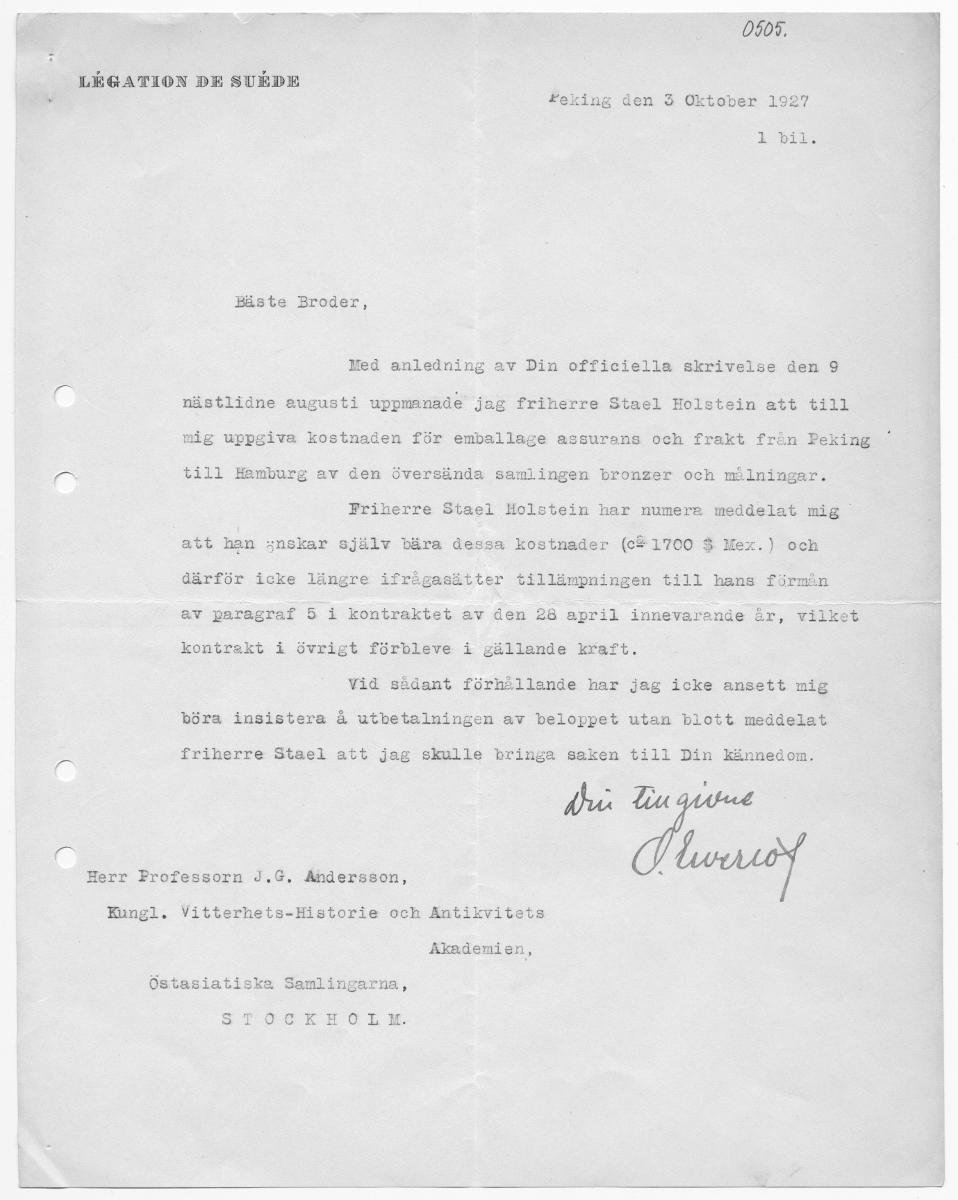 0505.
LÉGATION DE SUÉDE
Peking den 3 Oktober 1927
1 bil.
Bäste Broder,
Med anledning av Din officiella skrivelse den 9
nästlidne augusti uppmanade jag friherre Stael Holstein att till
mig uppgiva kostnaden för emballage assurans och frakt från Peking
till Hamburg av den översända samlingen bronzer och målningar.
Friherre Stael Holstein har numera meddelat mig
att han önskar själv bära dessa kostnader (ca 1700 $ Mex.) och
därför icke längre ifrågasätter tillämpningen till hans förmån
av paragraf 5 i kontraktet av den 28 april innevarande år, vilket
kontrakt i övrigt förbleve i gällande kraft.
Vid sådant förhållande har jag icke ansett mig
böra insistera å utbetalningen av beloppet utan blott meddelat
friherre Stael att jag skulle bringa saken till Din kännedom.
Din tillgivne
O. Ewerlöf
Herr Professorn J.G. Andersson,
Kungl. Vitterhets-Historie och Antikvitets
Akademien,
Östasiatiska Samlingarna,
S T O C K H O L M.